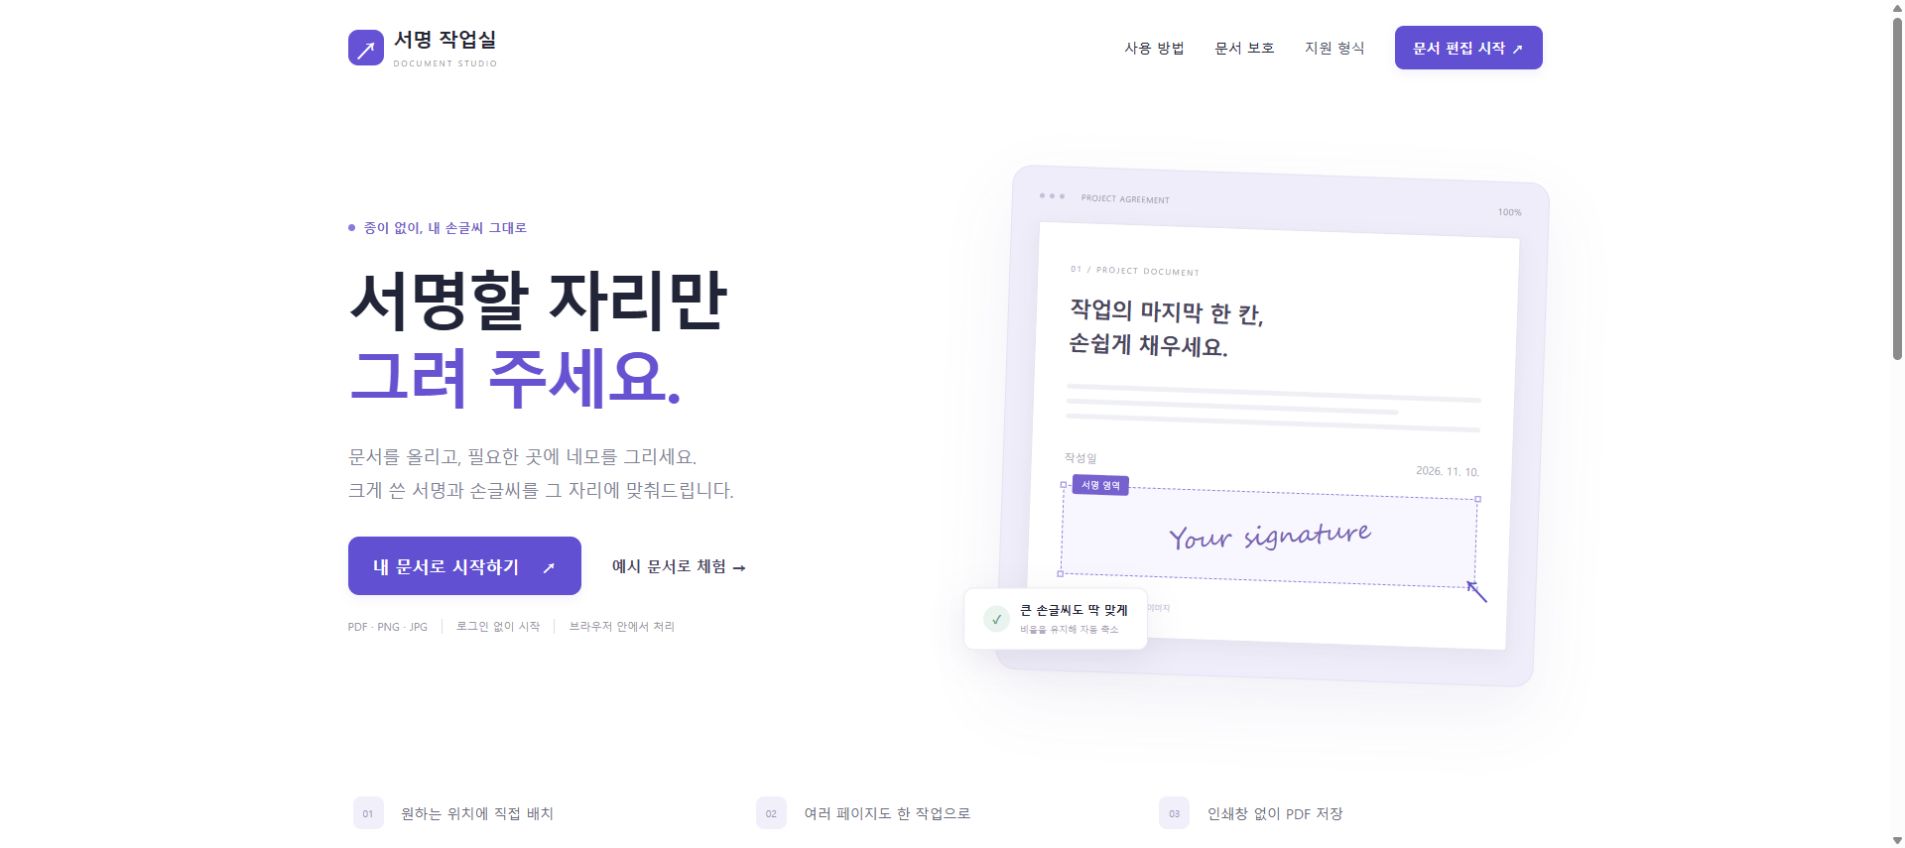 서명 작업실
DOCUMENT STUDIO
사용 방법
문서 보호
지원 형식
문서 편집 시작 ↗
종이 없이, 내 손글씨 그대로
서명할 자리만
그려 주세요.
문서를 올리고, 필요한 곳에 네모를 그리세요.
크게 쓴 서명과 손글씨를 그 자리에 맞춰드립니다.
내 문서로 시작하기 ↗
예시 문서로 체험 →
PDF · PNG · JPG
로그인 없이 시작
브라우저 안에서 처리
PROJECT AGREEMENT
100%
01 / PROJECT DOCUMENT
작업의 마지막 한 칸,
손쉽게 채우세요.
작성일
2026. 11. 10.
서명 영역
Your signature
이미지
✓
큰 손글씨도 딱 맞게
비율을 유지해 자동 축소
01
원하는 위치에 직접 배치
02
여러 페이지도 한 작업으로
03
인쇄창 없이 PDF 저장